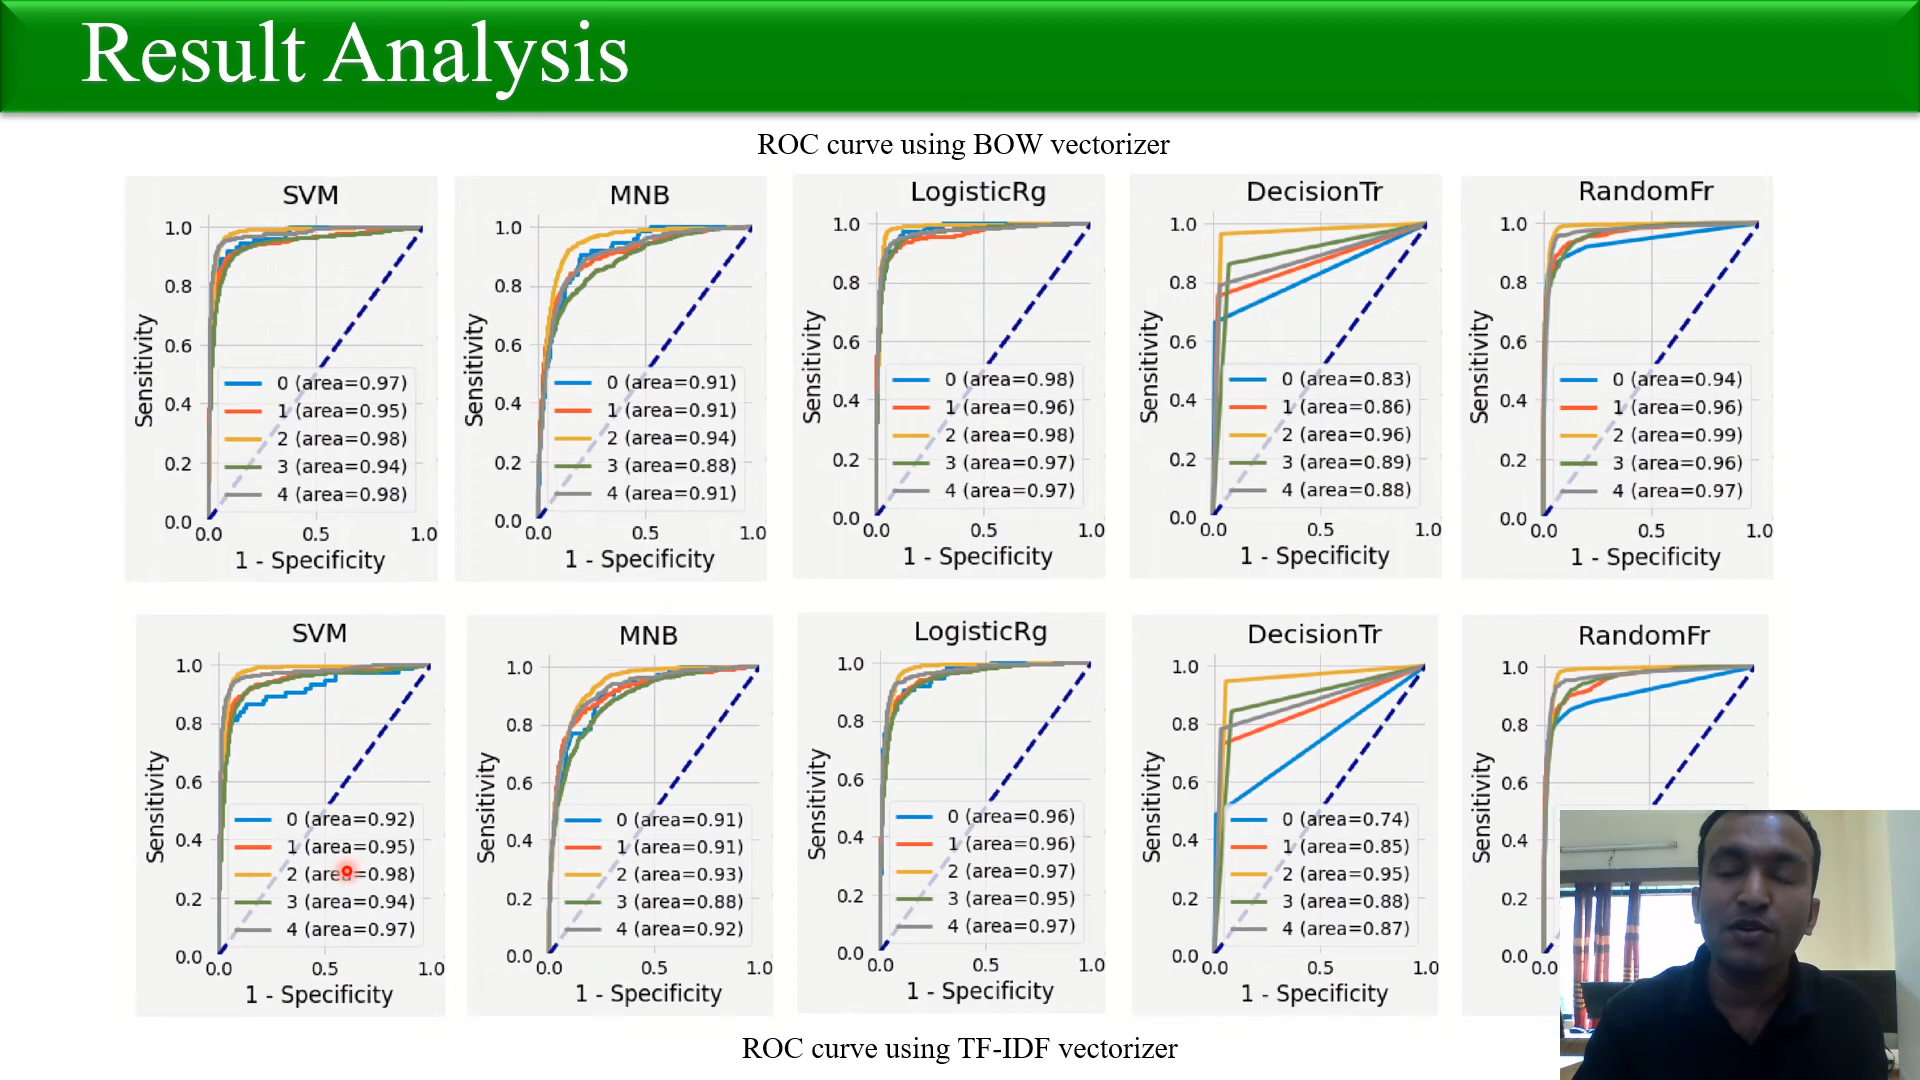 Result Analysis
ROC curve using BOW vectorizer
SVM
1.0
0.8
0.6
0.4
0.2
0.0
Sensitivity
0 (area=0.97)
1 (area=0.95)
2 (area=0.98)
3 (area=0.94)
4 (area=0.98)
0.0 0.5 1.0
1 - Specificity
MNB
1.0
0.8
0.6
0.4
0.2
0.0
Sensitivity
0 (area=0.91)
1 (area=0.91)
2 (area=0.94)
3 (area=0.88)
4 (area=0.91)
0.0 0.5 1.0
1 - Specificity
LogisticRg
1.0
0.8
0.6
0.4
0.2
0.0
Sensitivity
0 (area=0.98)
1 (area=0.96)
2 (area=0.98)
3 (area=0.97)
4 (area=0.97)
0.0 0.5 1.0
1 - Specificity
DecisionTr
1.0
0.8
0.6
0.4
0.2
0.0
Sensitivity
0 (area=0.83)
1 (area=0.86)
2 (area=0.96)
3 (area=0.89)
4 (area=0.88)
0.0 0.5 1.0
1 - Specificity
RandomFr
1.0
0.8
0.6
0.4
0.2
0.0
Sensitivity
0 (area=0.94)
1 (area=0.96)
2 (area=0.99)
3 (area=0.96)
4 (area=0.97)
0.0 0.5 1.0
1 - Specificity
SVM
1.0
0.8
0.6
0.4
0.2
0.0
Sensitivity
0 (area=0.92)
1 (area=0.95)
2 (area=0.98)
3 (area=0.94)
4 (area=0.97)
0.0 0.5 1.0
1 - Specificity
MNB
1.0
0.8
0.6
0.4
0.2
0.0
Sensitivity
0 (area=0.91)
1 (area=0.91)
2 (area=0.93)
3 (area=0.88)
4 (area=0.92)
0.0 0.5 1.0
1 - Specificity
LogisticRg
1.0
0.8
0.6
0.4
0.2
0.0
Sensitivity
0 (area=0.96)
1 (area=0.96)
2 (area=0.97)
3 (area=0.95)
4 (area=0.97)
0.0 0.5 1.0
1 - Specificity
DecisionTr
1.0
0.8
0.6
0.4
0.2
0.0
Sensitivity
0 (area=0.74)
1 (area=0.85)
2 (area=0.95)
3 (area=0.88)
4 (area=0.87)
0.0 0.5 1.0
1 - Specificity
RandomFr
1.0
0.8
0.6
0.4
0.2
0.0
Sensitivity
0.0
ROC curve using TF-IDF vectorizer